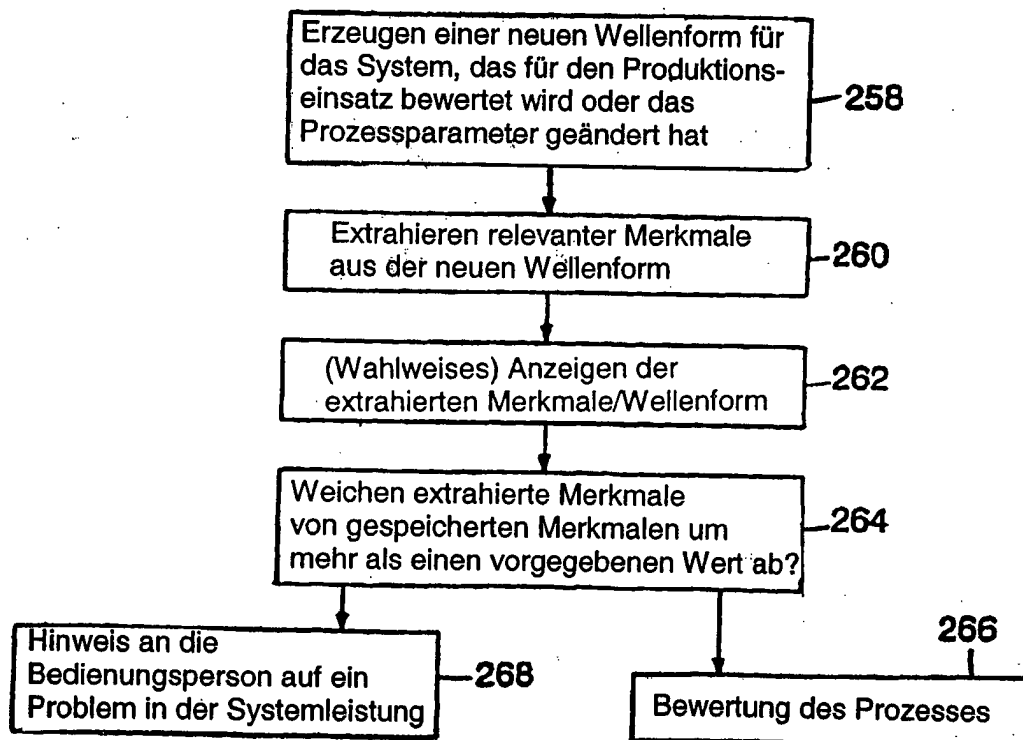 Erzeugen einer neuen Wellenform für
das System, das für den Produktions-
einsatz bewertet wird oder das
Prozessparameter geändert hat
258
Extrahieren relevanter Merkmale
aus der neuen Wellenform
260
(Wahlweises) Anzeigen der
extrahierten Merkmale/Wellenform
262
Weichen extrahierte Merkmale
von gespeicherten Merkmalen um
mehr als einen vorgegebenen Wert ab?
264
Hinweis an die
Bedienungsperson auf ein
Problem in der Systemleistung
268
266
Bewertung des Prozesses